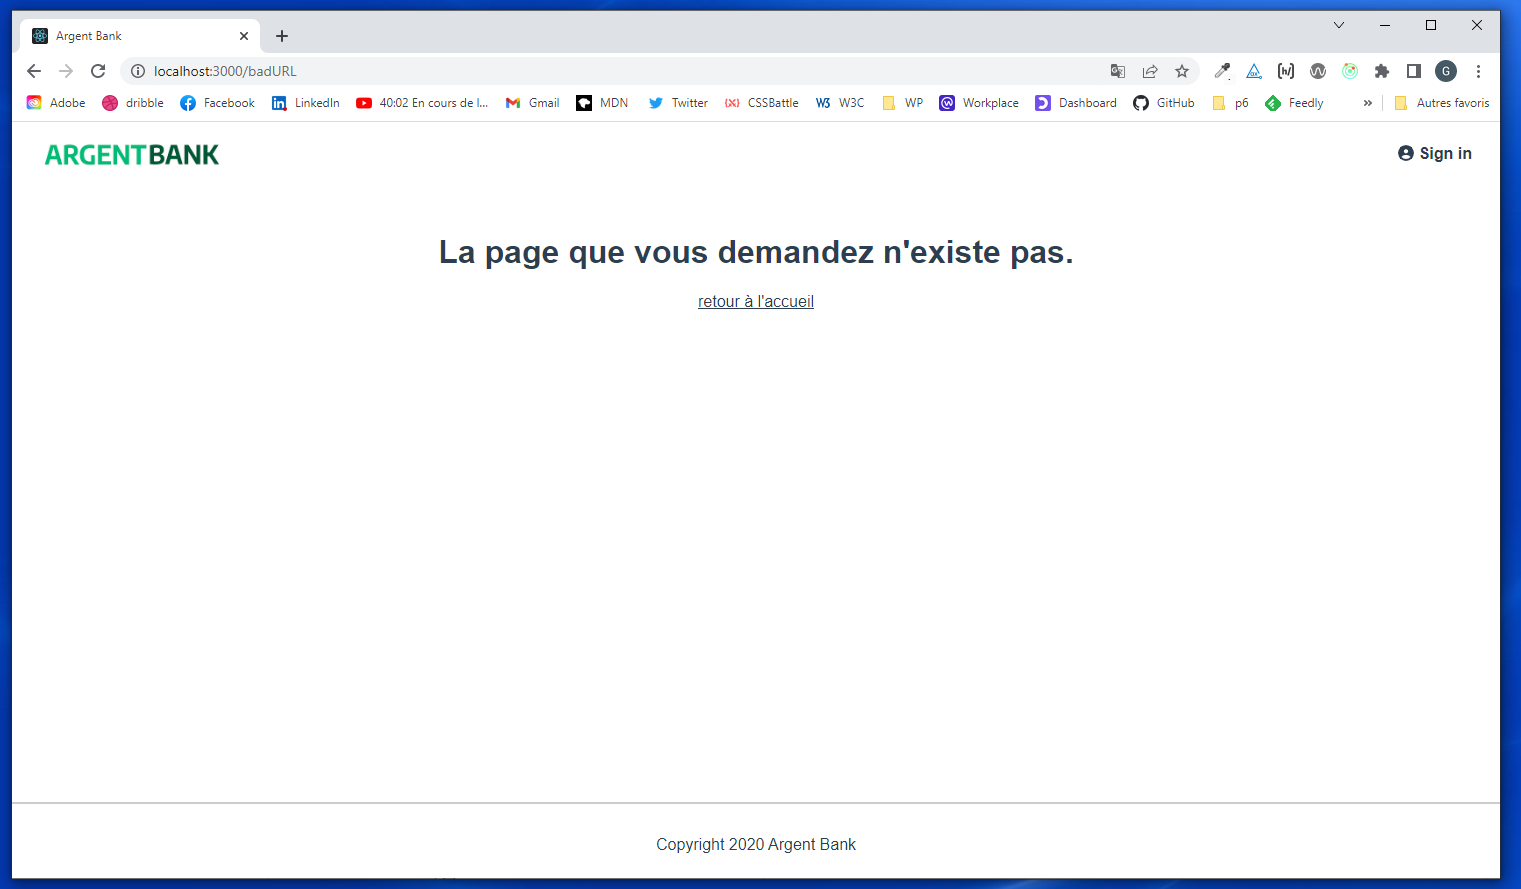 Argent Bank
localhost:3000/badURL
G
Adobe dribble Facebook LinkedIn 40:02 En cours de l... Gmail MDN Twitter CSSBattle W3C WP Workplace Dashboard GitHub p6 Feedly » Autres favoris
ARGENTBANK Sign in
La page que vous demandez n'existe pas.
retour à l'accueil
Copyright 2020 Argent Bank